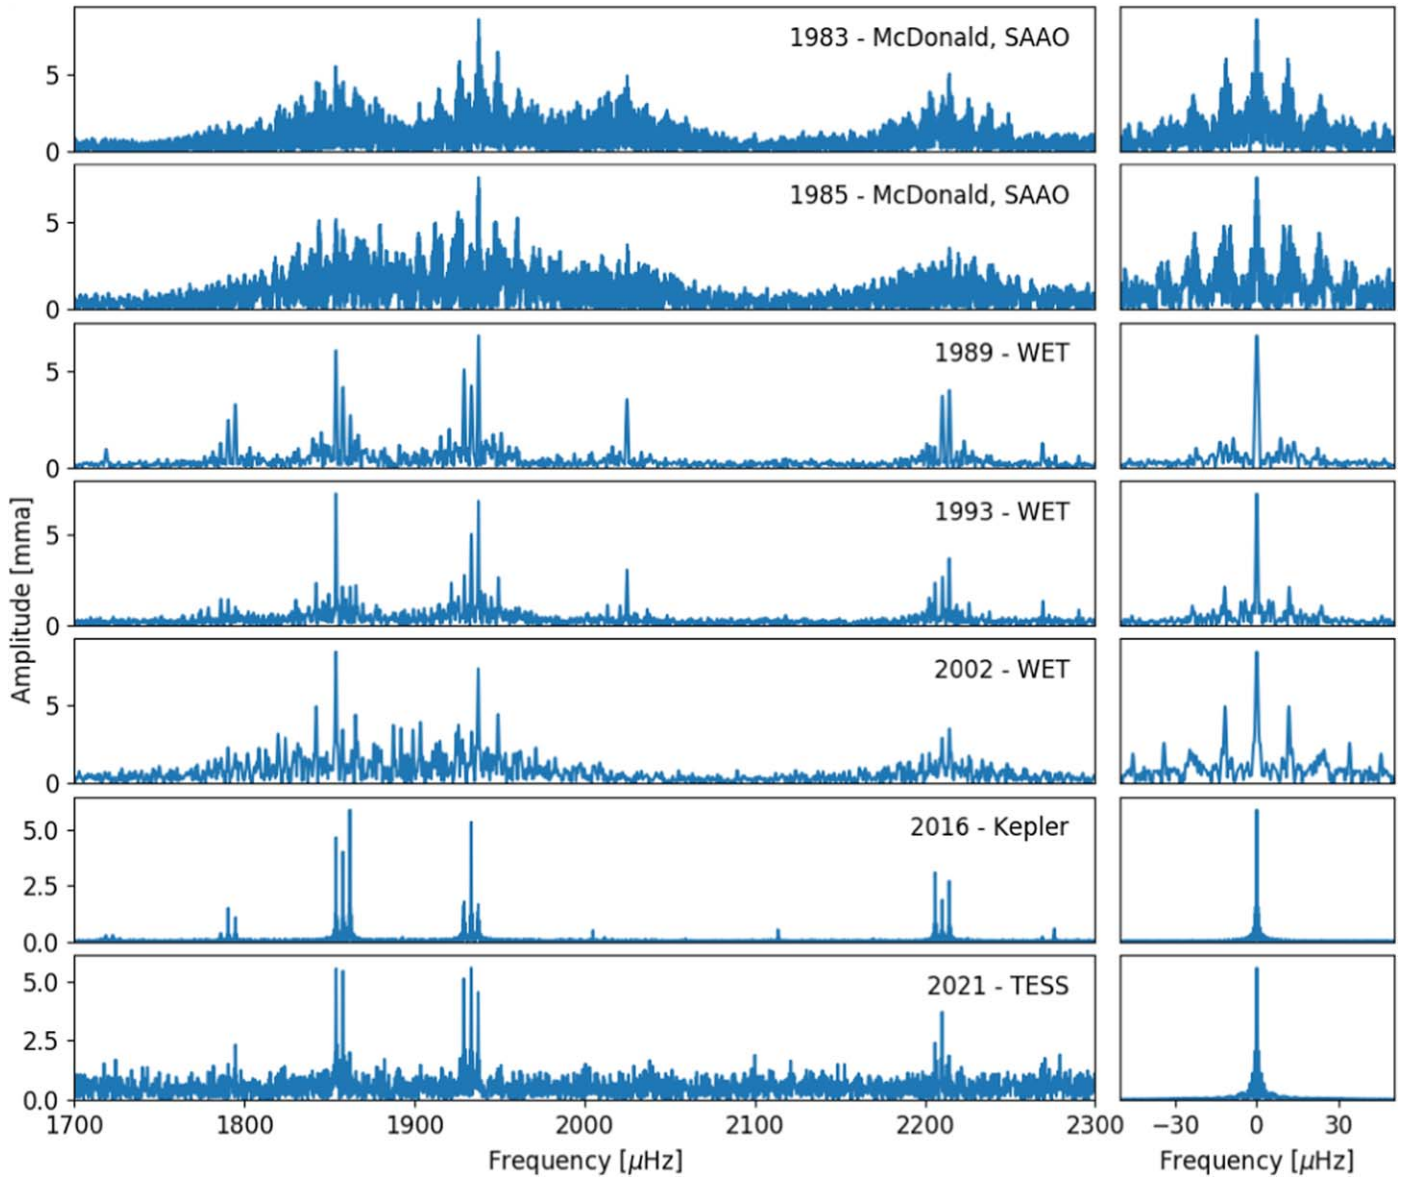 1983 - McDonald, SAAO
5
0
1985 - McDonald, SAAO
5
0
1989 - WET
5
0
1993 - WET
5
0
2002 - WET
5
0
2016 - Kepler
5.0
2.5
0.0
2021 - TESS
5.0
2.5
0.0
Amplitude [mma]
1700 1800 1900 2000 2100 2200 2300 −30 0 30
Frequency [μHz] Frequency [μHz]